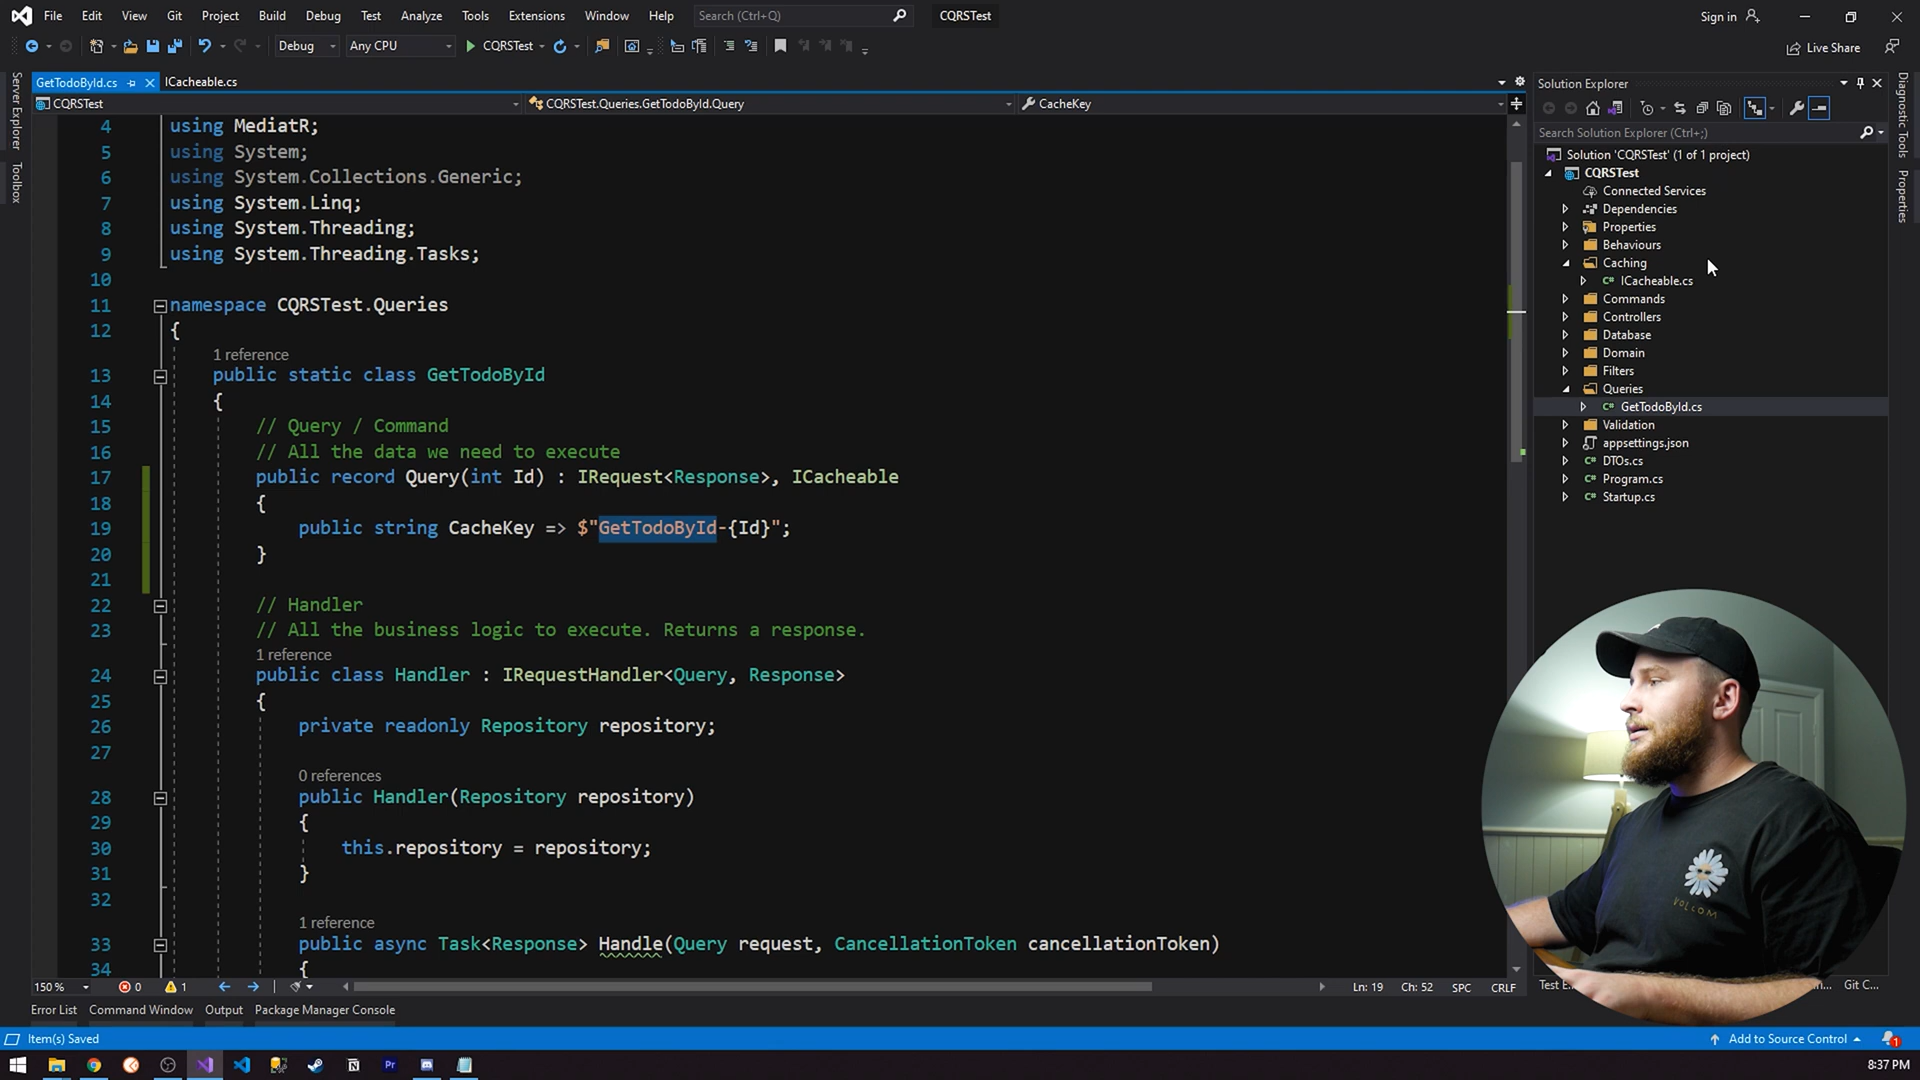 File Edit View Git Project Build Debug Test Analyze Tools Extensions Window Help Search (Ctrl+Q) CQRSTest Sign in
Debug Any CPU CQRSTest Live Share
Server Explorer
Toolbox
GetTodoById.cs ICacheable.cs
CQRSTest CQRSTest.Queries.GetTodoById.Query CacheKey
4 using MediatR;
5 using System;
6 using System.Collections.Generic;
7 using System.Linq;
8 using System.Threading;
9 using System.Threading.Tasks;
10
11 namespace CQRSTest.Queries
12 {
1 reference
13 public static class GetTodoById
14 {
15 // Query / Command
16 // All the data we need to execute
17 public record Query(int Id) : IRequest<Response>, ICacheable
18 {
19 public string CacheKey => $"GetTodoById-{Id}";
20 }
21
22 // Handler
23 // All the business logic to execute. Returns a response.
1 reference
24 public class Handler : IRequestHandler<Query, Response>
25 {
26 private readonly Repository repository;
27
0 references
28 public Handler(Repository repository)
29 {
30 this.repository = repository;
31 }
32
1 reference
33 public async Task<Response> Handle(Query request, CancellationToken cancellationToken)
34 {
150 % 0 1 Ln: 19 Ch: 52 SPC CRLF
Error List Command Window Output Package Manager Console
Item(s) Saved Add to Source Control 1
8:37 PM
Solution Explorer
Search Solution Explorer (Ctrl+;)
Solution 'CQRSTest' (1 of 1 project)
CQRSTest
Connected Services
Dependencies
Properties
Behaviours
Caching
ICacheable.cs
Commands
Controllers
Database
Domain
Filters
Queries
GetTodoById.cs
Validation
appsettings.json
DTOs.cs
Program.cs
Startup.cs
Git C...
Diagnostic Tools
Properties
VOLCOM
Pr